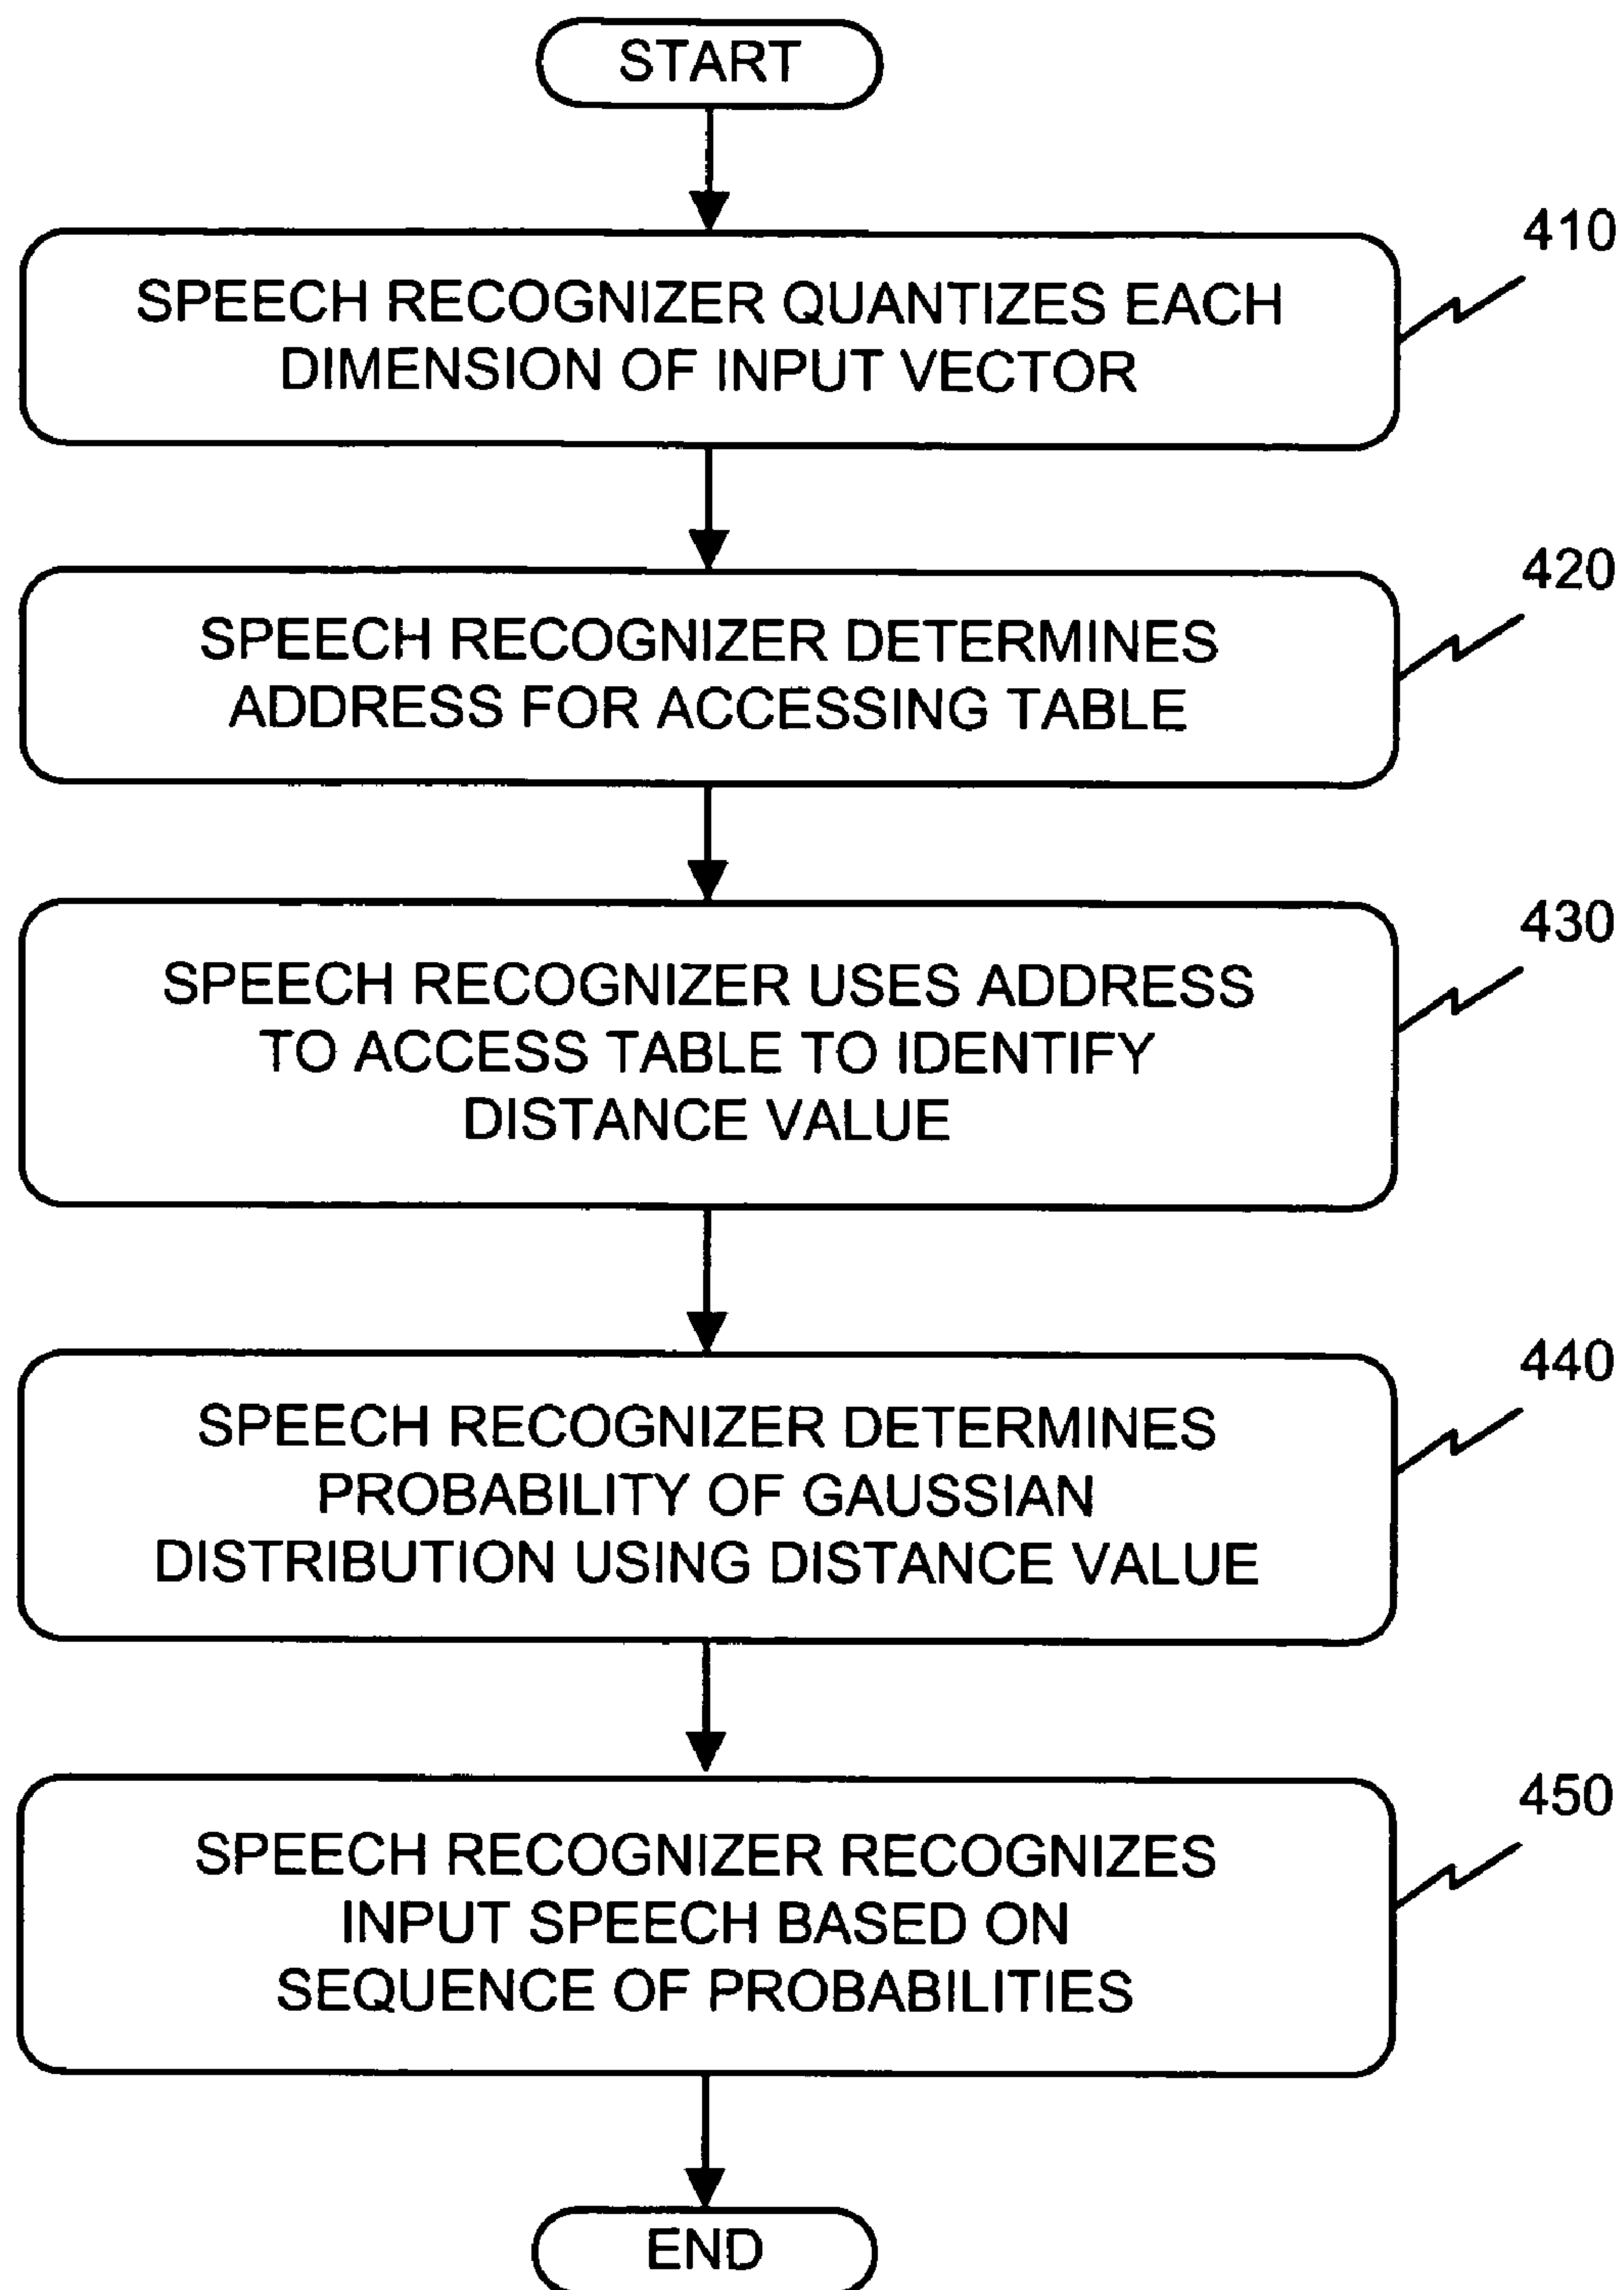 START
410
SPEECH RECOGNIZER QUANTIZES EACH
DIMENSION OF INPUT VECTOR
420
SPEECH RECOGNIZER DETERMINES
ADDRESS FOR ACCESSING TABLE
430
SPEECH RECOGNIZER USES ADDRESS
TO ACCESS TABLE TO IDENTIFY
DISTANCE VALUE
440
SPEECH RECOGNIZER DETERMINES
PROBABILITY OF GAUSSIAN
DISTRIBUTION USING DISTANCE VALUE
450
SPEECH RECOGNIZER RECOGNIZES
INPUT SPEECH BASED ON
SEQUENCE OF PROBABILITIES
END